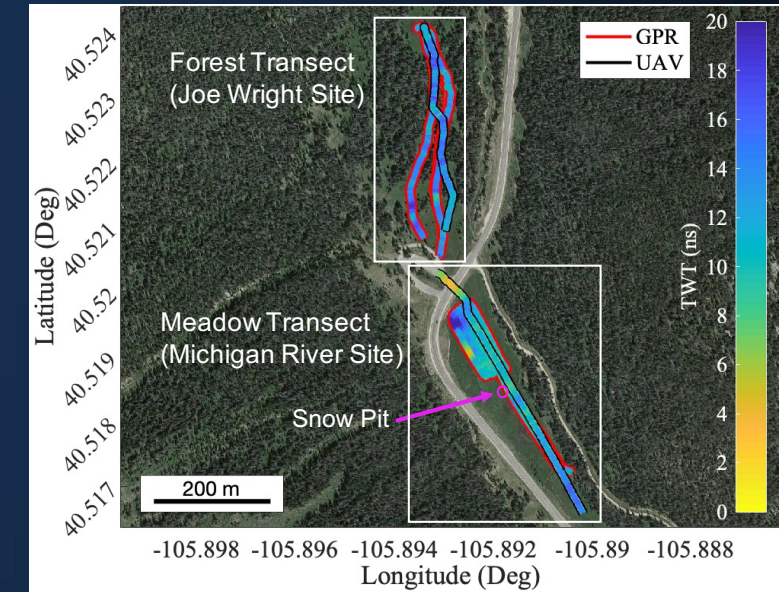 Forest Transect
(Joe Wright Site)
Meadow Transect
(Michigan River Site)
Snow Pit
200 m
GPR
UAV
Latitude (Deg)
40.524
40.523
40.522
40.521
40.52
40.519
40.518
40.517
-105.898 -105.896 -105.894 -105.892 -105.89 -105.888
Longitude (Deg)
TWT (ns)
20
18
16
14
12
10
8
6
4
2
0